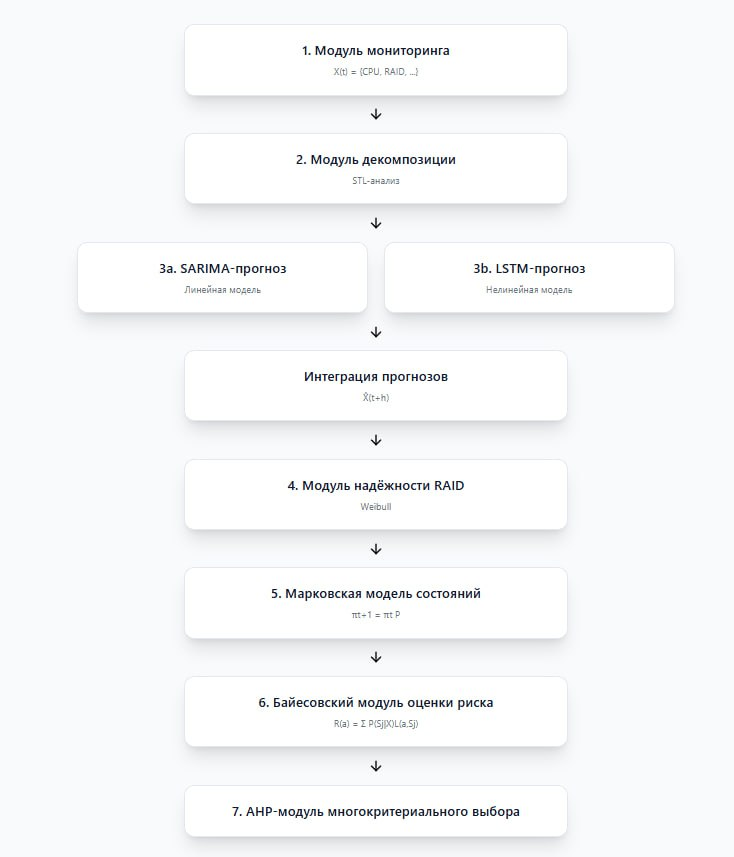 1. Модуль мониторинга
X(t) = {CPU, RAID, ...}
2. Модуль декомпозиции
STL-анализ
3a. SARIMA-прогноз
Линейная модель
3b. LSTM-прогноз
Нелинейная модель
Интеграция прогнозов
X̂(t+h)
4. Модуль надёжности RAID
Weibull
5. Марковская модель состояний
πt+1 = πt P
6. Байесовский модуль оценки риска
R(a) = Σ P(Sj|X)L(a,Sj)
7. AHP-модуль многокритериального выбора